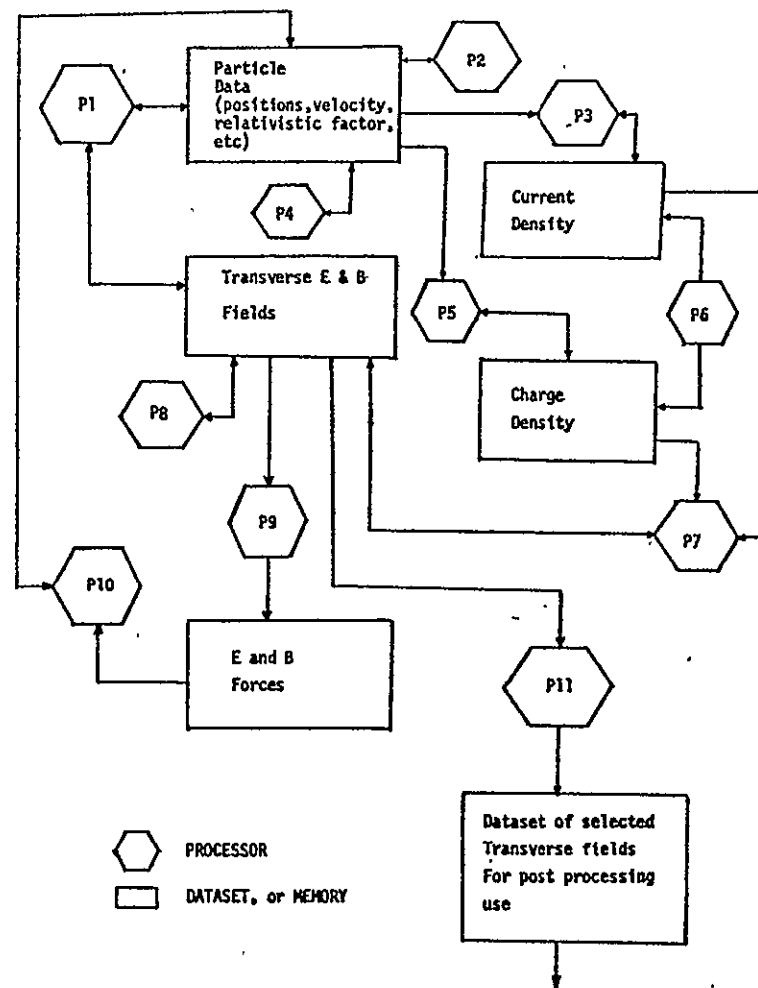 Particle
Data
(positions,velocity,
relativistic factor,
etc)
P1
P2
P3
P4
Current
Density
Transverse E & B
Fields
P5
P6
P8
Charge
Density
P9
P7
P10
E and B
Forces
P11
Dataset of selected
Transverse fields
For post processing
use
PROCESSOR
DATASET, or MEMORY